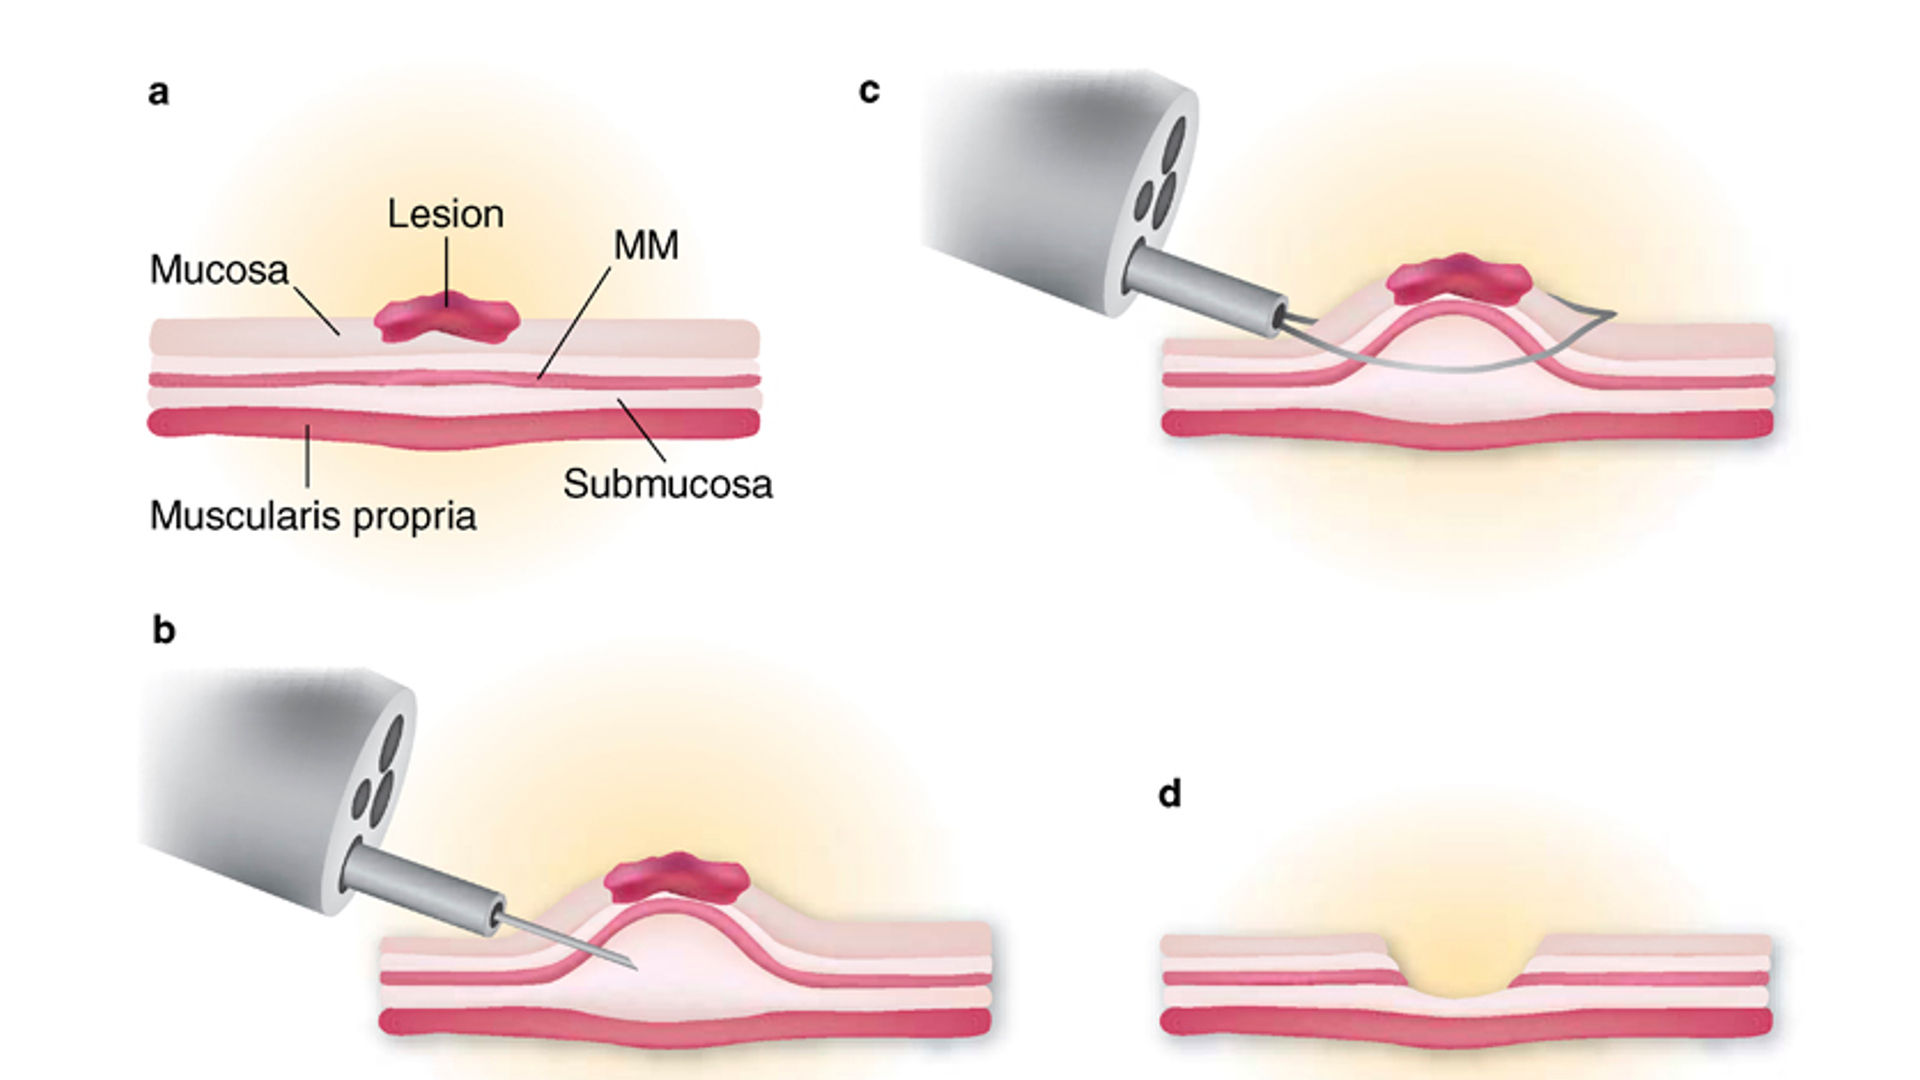 a
Lesion
MM
Mucosa
Submucosa
Muscularis propria
b
c
d